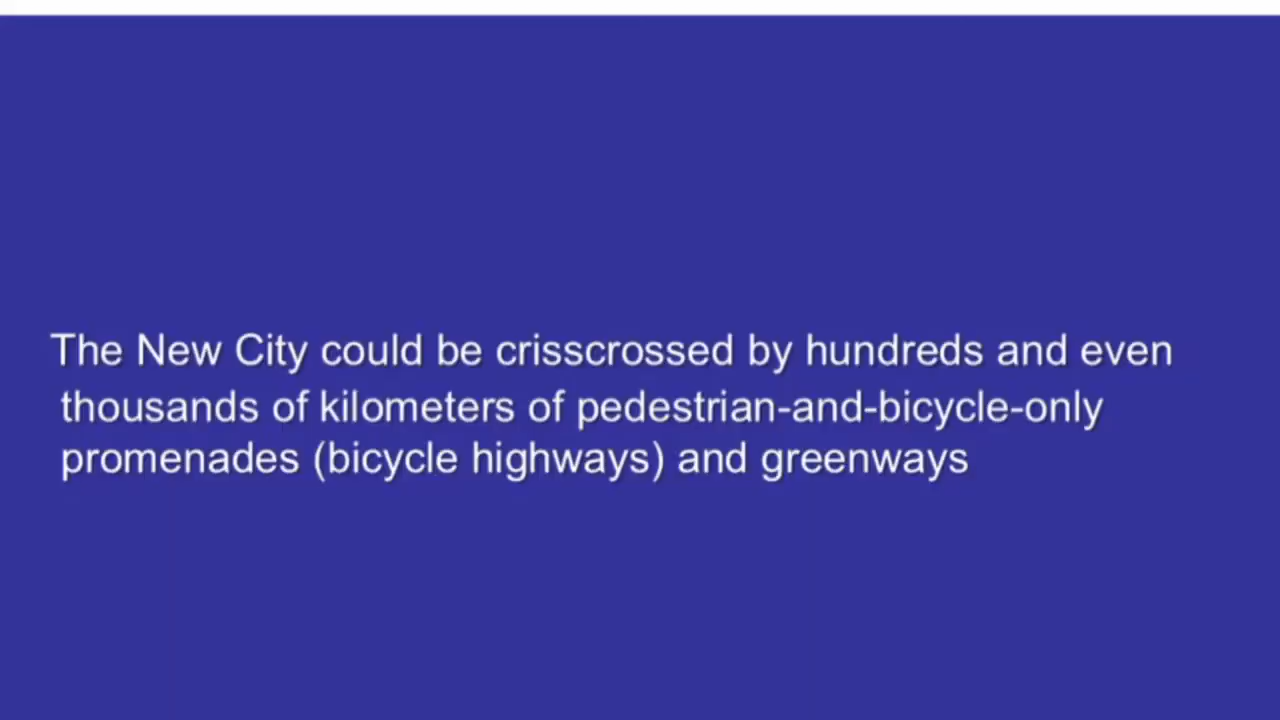 The New City could be crisscrossed by hundreds and even
thousands of kilometers of pedestrian-and-bicycle-only
promenades (bicycle highways) and greenways